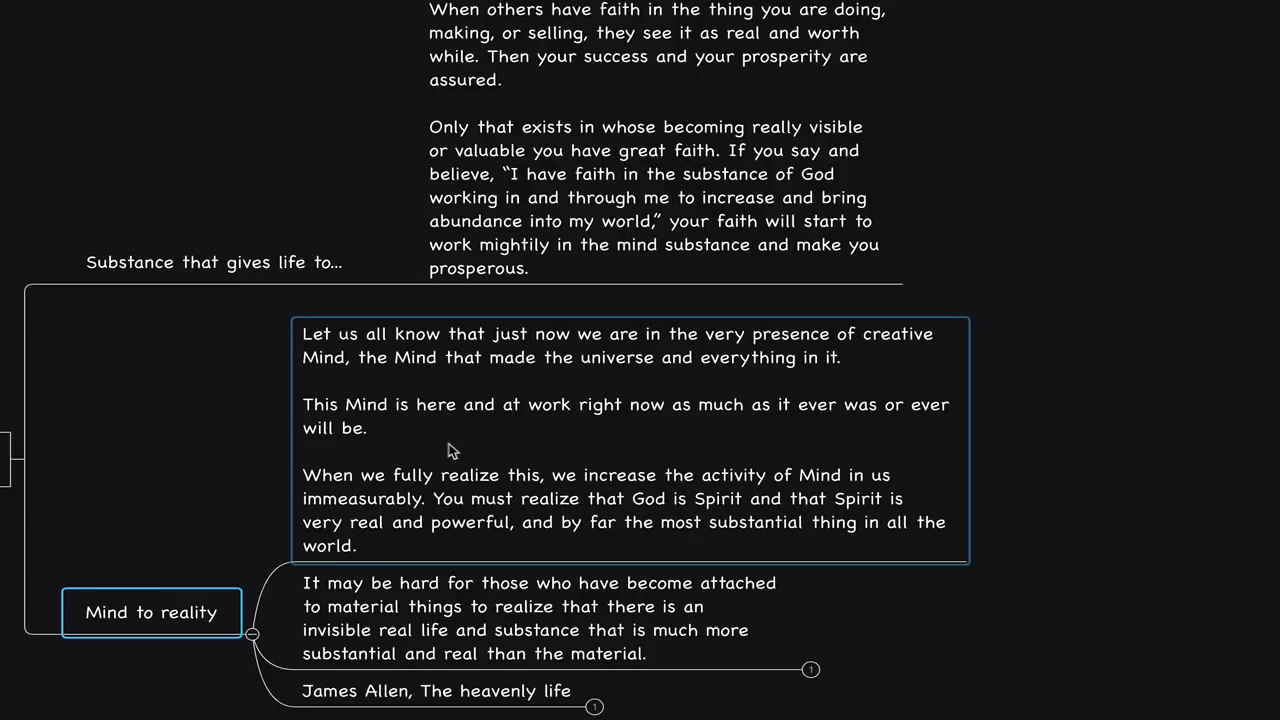 When others have faith in the thing you are doing,
making, or selling, they see it as real and worth
while. Then your success and your prosperity are
assured.
Only that exists in whose becoming really visible
or valuable you have great faith. If you say and
believe, “I have faith in the substance of God
working in and through me to increase and bring
abundance into my world,” your faith will start to
work mightily in the mind substance and make you
prosperous.
Substance that gives life to...
Let us all know that just now we are in the very presence of creative
Mind, the Mind that made the universe and everything in it.
This Mind is here and at work right now as much as it ever was or ever
will be.
When we fully realize this, we increase the activity of Mind in us
immeasurably. You must realize that God is Spirit and that Spirit is
very real and powerful, and by far the most substantial thing in all the
world.
Mind to reality
It may be hard for those who have become attached
to material things to realize that there is an
invisible real life and substance that is much more
substantial and real than the material.
1
James Allen, The heavenly life
1